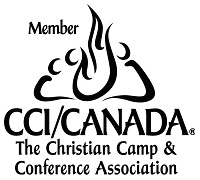 Member
CCI/CANADA®
The Christian Camp &
Conference Association